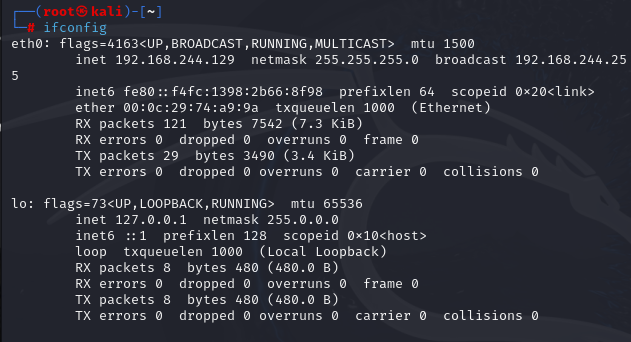 ┌──(root㉿kali)-[~]
└─# ifconfig
eth0: flags=4163<UP,BROADCAST,RUNNING,MULTICAST>  mtu 1500
        inet 192.168.244.129  netmask 255.255.255.0  broadcast 192.168.244.25
5
        inet6 fe80::f4fc:1398:2b66:8f98  prefixlen 64  scopeid 0×20<link>
        ether 00:0c:29:74:a9:9a  txqueuelen 1000  (Ethernet)
        RX packets 121  bytes 7542 (7.3 KiB)
        RX errors 0  dropped 0  overruns 0  frame 0
        TX packets 29  bytes 3490 (3.4 KiB)
        TX errors 0  dropped 0 overruns 0  carrier 0  collisions 0

lo: flags=73<UP,LOOPBACK,RUNNING>  mtu 65536
        inet 127.0.0.1  netmask 255.0.0.0
        inet6 ::1  prefixlen 128  scopeid 0×10<host>
        loop  txqueuelen 1000  (Local Loopback)
        RX packets 8  bytes 480 (480.0 B)
        RX errors 0  dropped 0  overruns 0  frame 0
        TX packets 8  bytes 480 (480.0 B)
        TX errors 0  dropped 0 overruns 0  carrier 0  collisions 0